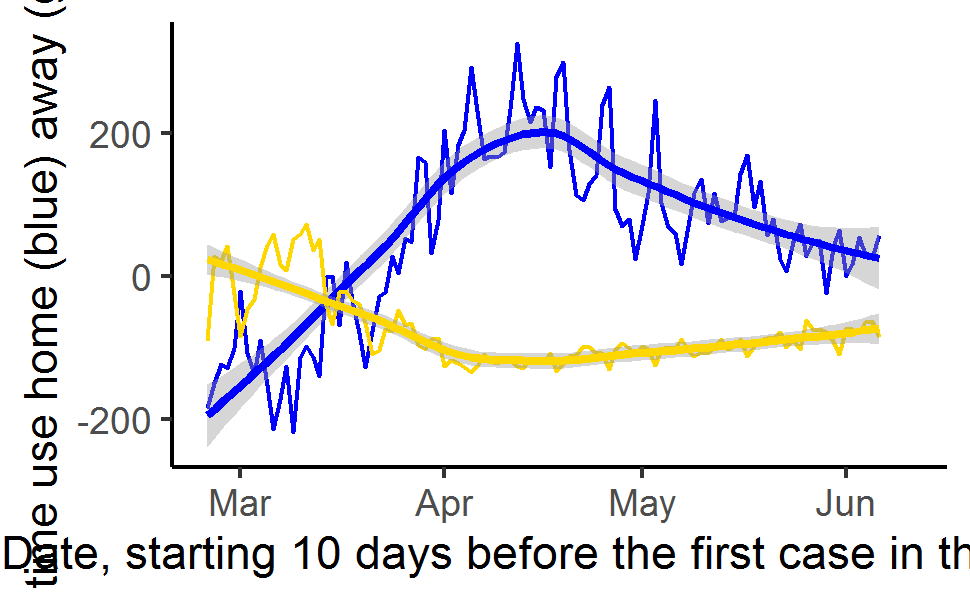 time use home (blue) away (
200
0
-200
Mar Apr May Jun
Date, starting 10 days before the first case in th